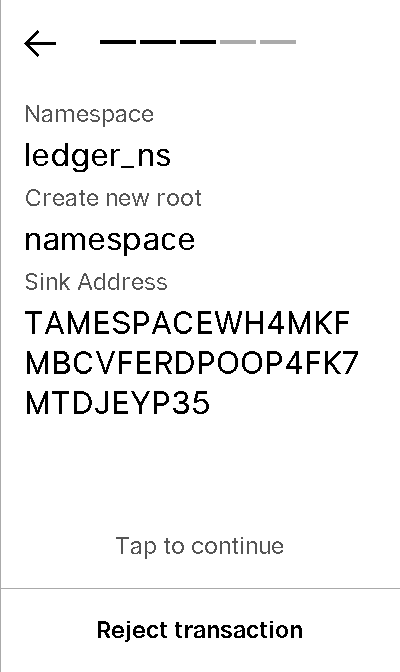 Namespace
ledger_ns
Create new root
namespace
Sink Address
TAMESPACEWH4MKF
MBCVFERDPOOP4FK7
MTDJEYP35
Tap to continue
Reject transaction